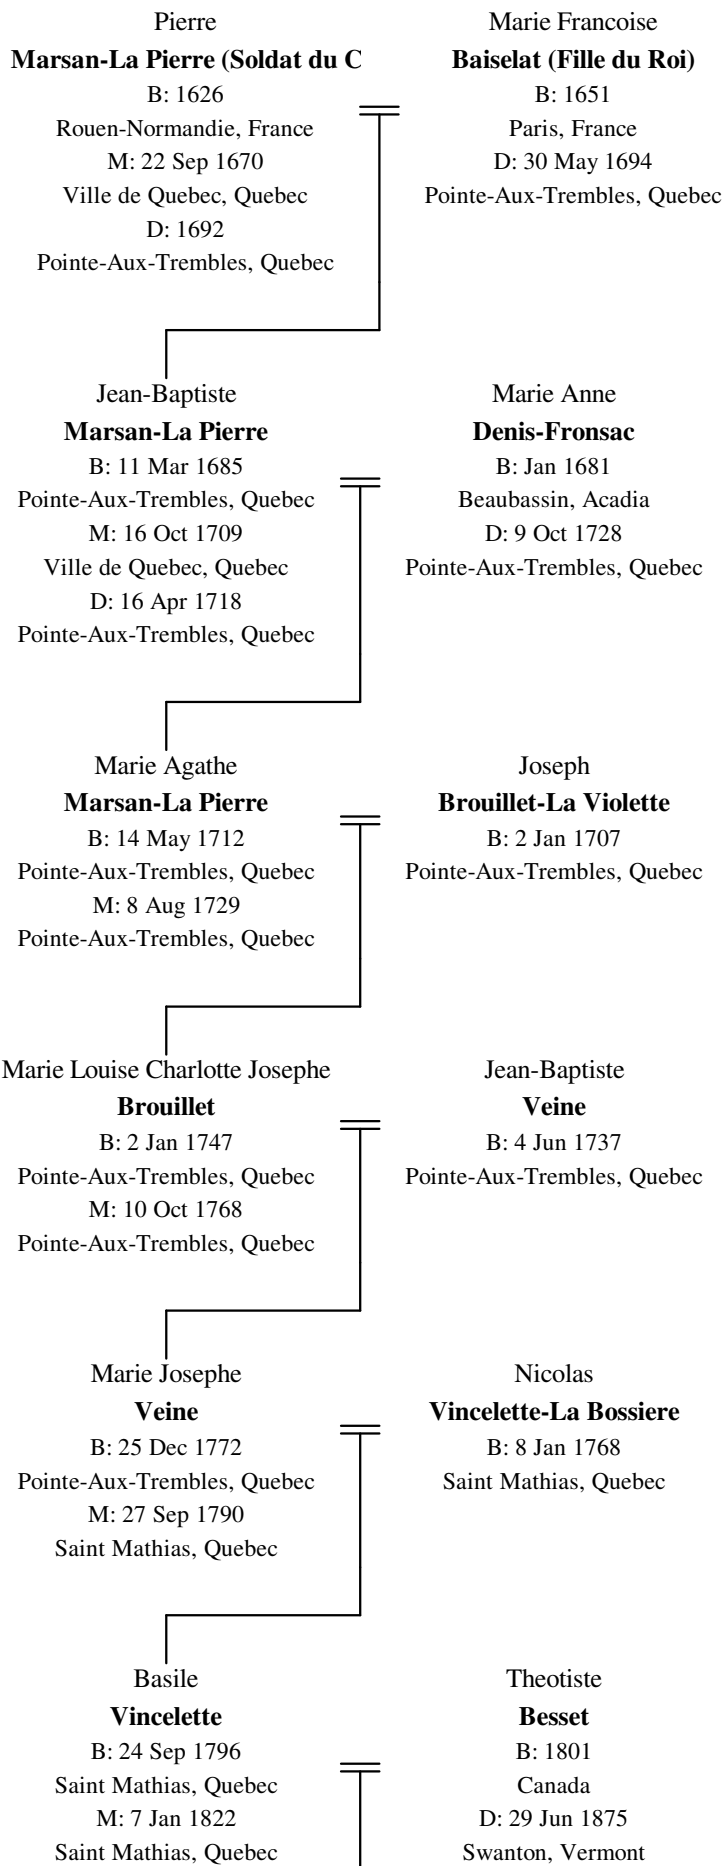 Pierre
Marsan-La Pierre (Soldat du C
B: 1626
Rouen-Normandie, France
M: 22 Sep 1670
Ville de Quebec, Quebec
D: 1692
Pointe-Aux-Trembles, Quebec
Marie Francoise
Baiselat (Fille du Roi)
B: 1651
Paris, France
D: 30 May 1694
Pointe-Aux-Trembles, Quebec
Jean-Baptiste
Marsan-La Pierre
B: 11 Mar 1685
Pointe-Aux-Trembles, Quebec
M: 16 Oct 1709
Ville de Quebec, Quebec
D: 16 Apr 1718
Pointe-Aux-Trembles, Quebec
Marie Anne
Denis-Fronsac
B: Jan 1681
Beaubassin, Acadia
D: 9 Oct 1728
Pointe-Aux-Trembles, Quebec
Marie Agathe
Marsan-La Pierre
B: 14 May 1712
Pointe-Aux-Trembles, Quebec
M: 8 Aug 1729
Pointe-Aux-Trembles, Quebec
Joseph
Brouillet-La Violette
B: 2 Jan 1707
Pointe-Aux-Trembles, Quebec
Marie Louise Charlotte Josephe
Brouillet
B: 2 Jan 1747
Pointe-Aux-Trembles, Quebec
M: 10 Oct 1768
Pointe-Aux-Trembles, Quebec
Jean-Baptiste
Veine
B: 4 Jun 1737
Pointe-Aux-Trembles, Quebec
Marie Josephe
Veine
B: 25 Dec 1772
Pointe-Aux-Trembles, Quebec
M: 27 Sep 1790
Saint Mathias, Quebec
Nicolas
Vincelette-La Bossiere
B: 8 Jan 1768
Saint Mathias, Quebec
Basile
Vincelette
B: 24 Sep 1796
Saint Mathias, Quebec
M: 7 Jan 1822
Saint Mathias, Quebec
Theotiste
Besset
B: 1801
Canada
D: 29 Jun 1875
Swanton, Vermont